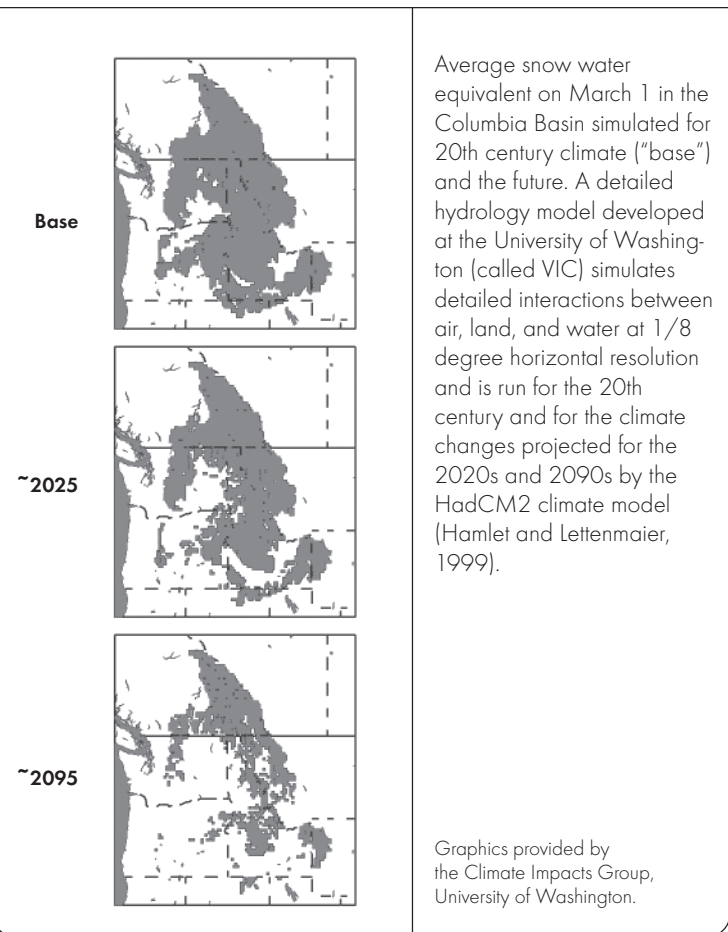 Base
~2025
~2095
Average snow water
equivalent on March 1 in the
Columbia Basin simulated for
20th century climate (“base”)
and the future. A detailed
hydrology model developed
at the University of Washing-
ton (called VIC) simulates
detailed interactions between
air, land, and water at 1/8
degree horizontal resolution
and is run for the 20th
century and for the climate
changes projected for the
2020s and 2090s by the
HadCM2 climate model
(Hamlet and Lettenmaier,
1999).
Graphics provided by
the Climate Impacts Group,
University of Washington.